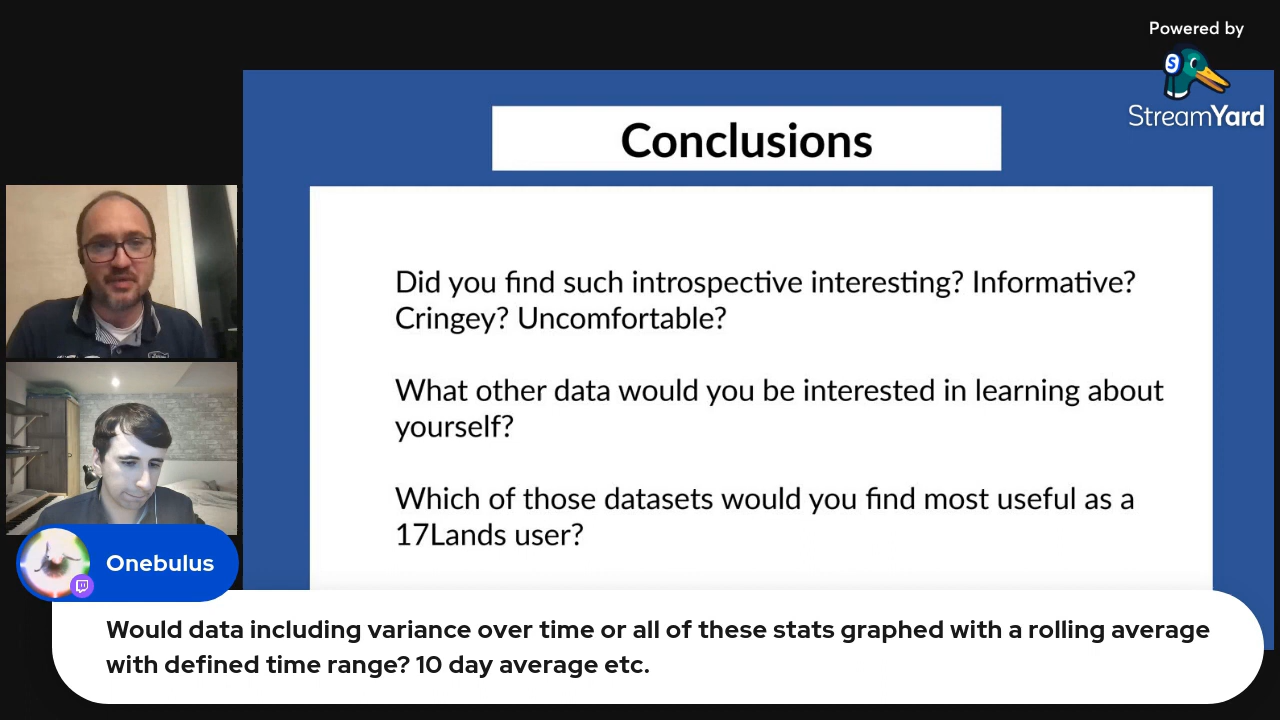 Powered by
StreamYard
Conclusions
Did you find such introspective interesting? Informative?
Cringey? Uncomfortable?
What other data would you be interested in learning about
yourself?
Which of those datasets would you find most useful as a
17Lands user?
Onebulus
Would data including variance over time or all of these stats graphed with a rolling average
with defined time range? 10 day average etc.